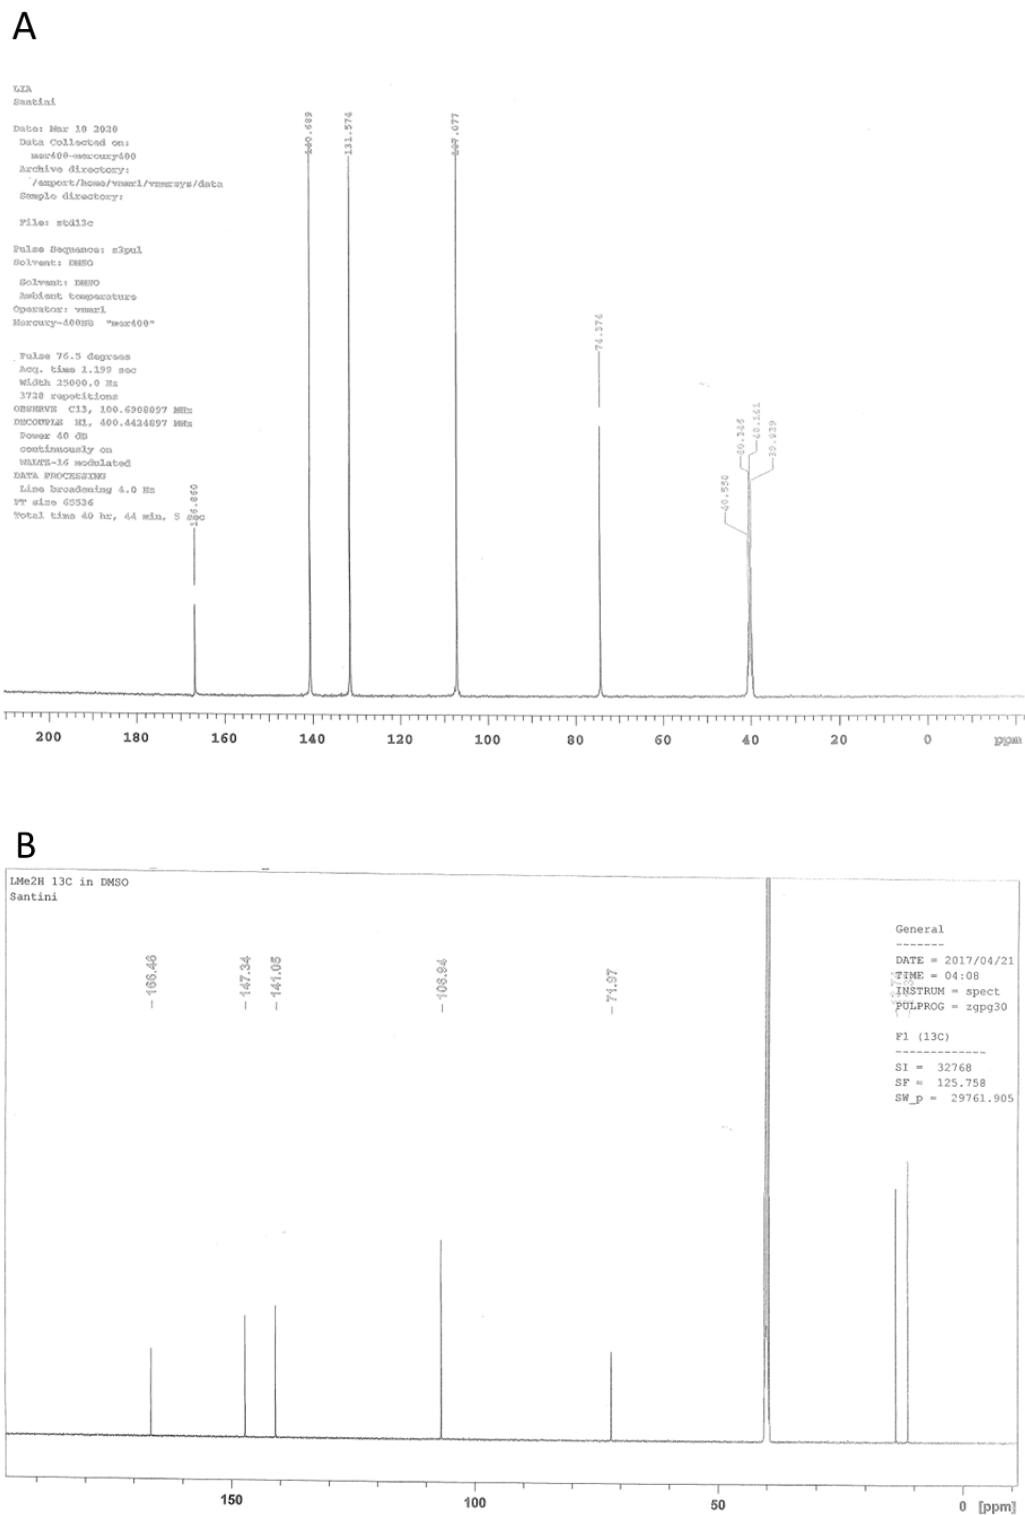 A
LIA
Santini
Date: Mar 10 2020
Data Collected on:
mer400-mercury400
Archive directory:
/export/home/vnmr1/vnmrsys/data
Sample directory:
File: std13c
Pulse Sequence: s2pul
Solvent: DMSO
Solvent: DMSO
Ambient temperature
Operator: vnmr1
Mercury-400BB "mer400"
Pulse 76.5 degrees
Acq. time 1.199 sec
Width 25000.0 Hz
3728 repetitions
OBSERVE C13, 100.6908097 MHz
DECOUPLE H1, 400.4424897 MHz
Power 40 dB
continuously on
WALTZ-16 modulated
DATA PROCESSING
Line broadening 4.0 Hz
FT size 65536
Total time 40 hr, 44 min, 5 sec
166.860
140.689
131.574
107.077
74.374
40.550
40.346
40.141
39.939
200 180 160 140 120 100 80 60 40 20 0 ppm
B
LMe2H 13C in DMSO
Santini
166.46
147.34
141.05
106.94
71.97
General
DATE = 2017/04/21
TIME = 04:08
INSTRUM = spect
PULPROG = zgpg30
F1 (13C)
SI = 32768
SF = 125.758
SW_p = 29761.905
150 100 50 0 [ppm]